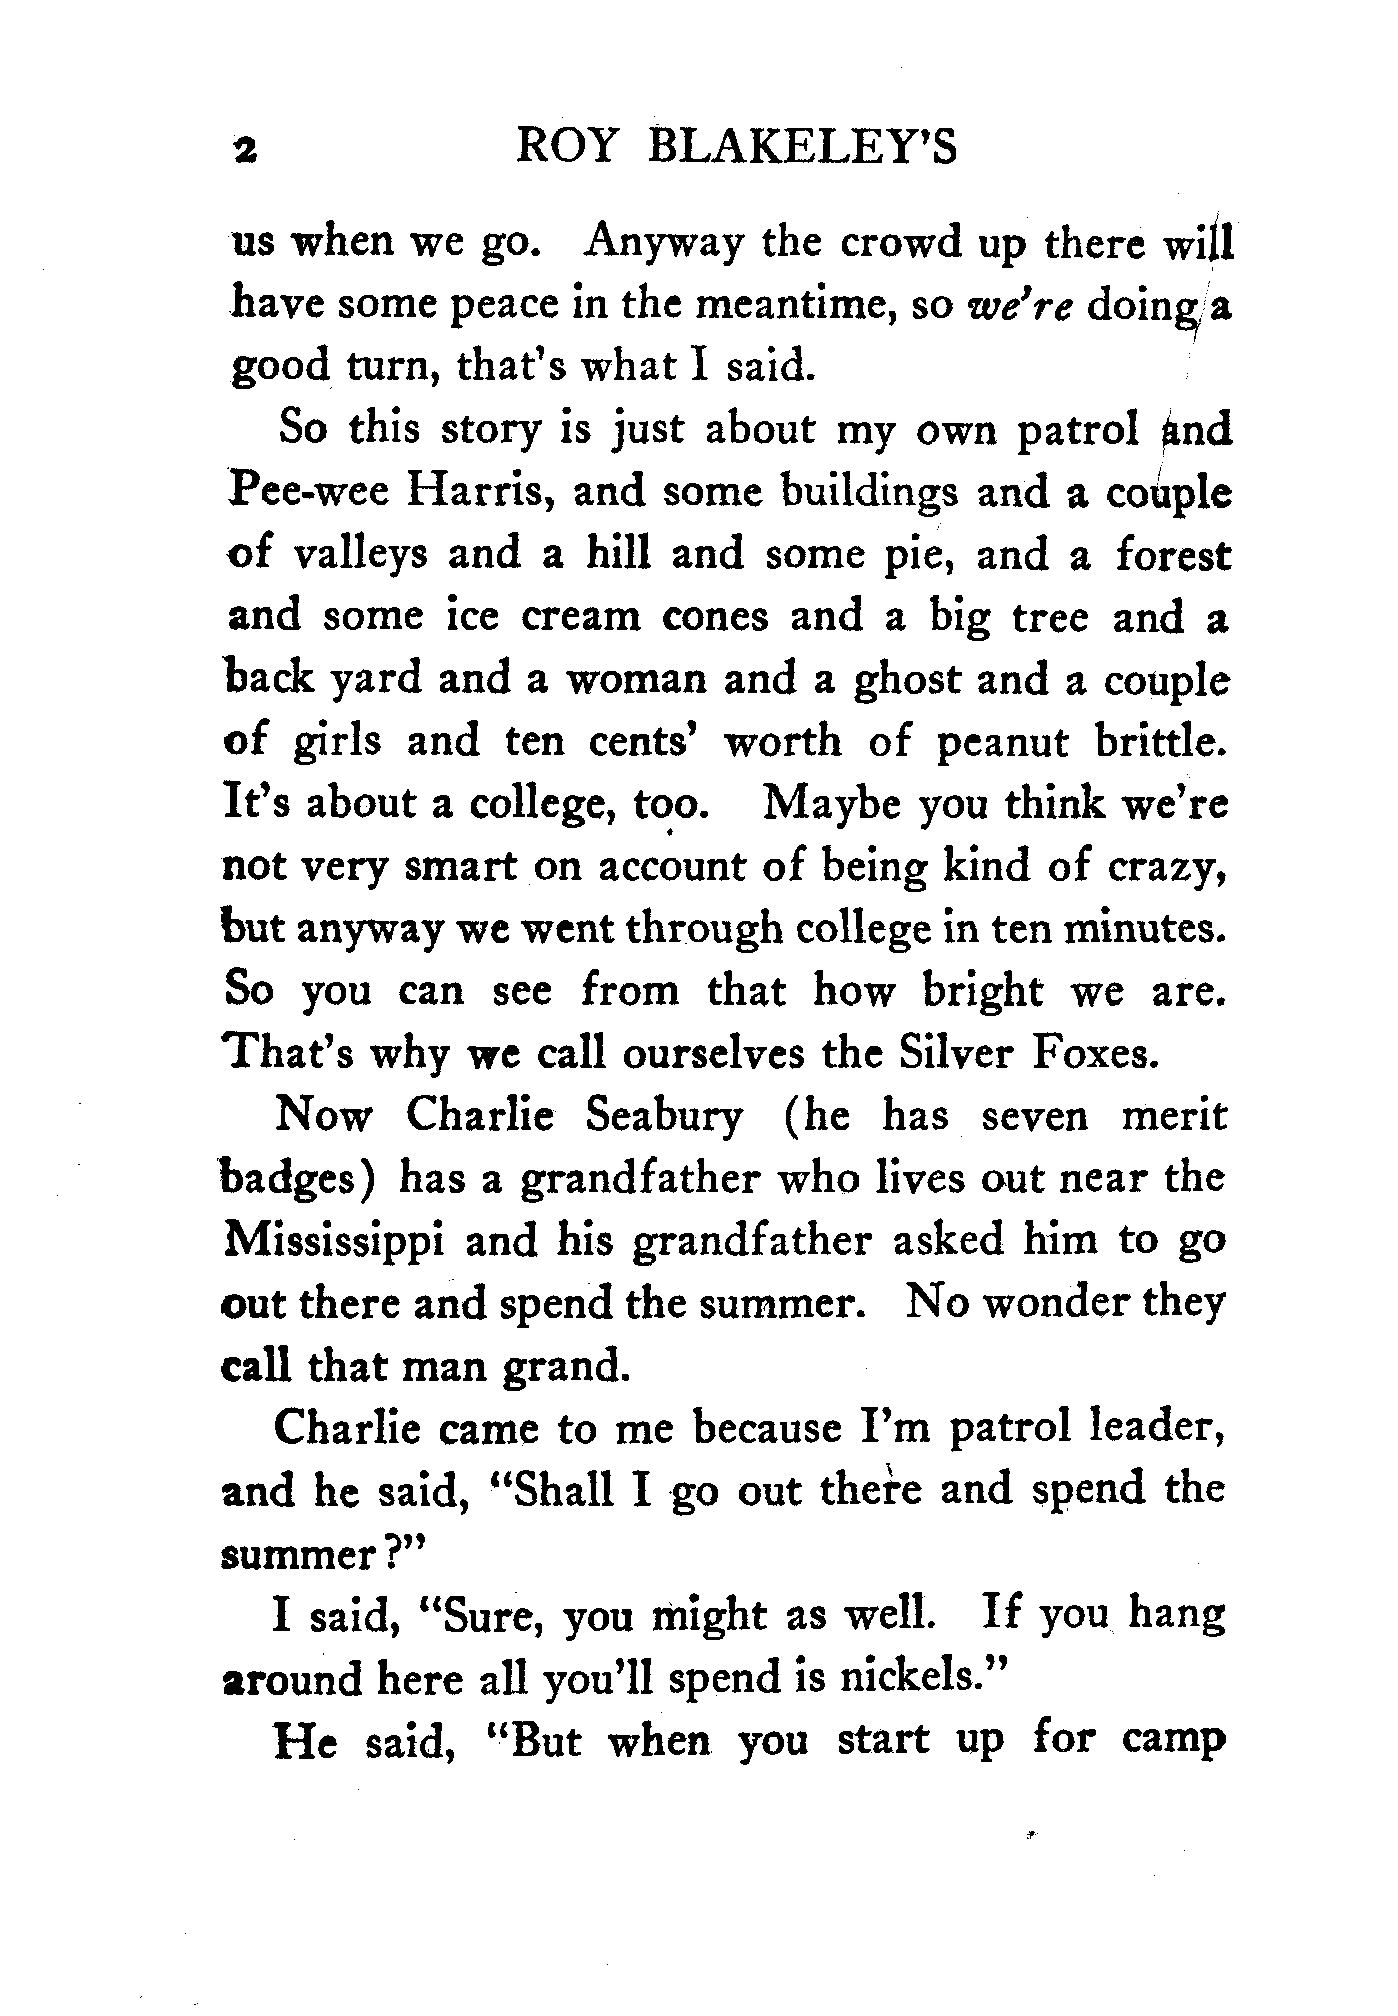 2 ROY BLAKELEY'S
us when we go. Anyway the crowd up there will
have some peace in the meantime, so we're doing a
good turn, that's what I said.
So this story is just about my own patrol and
Pee-wee Harris, and some buildings and a couple
of valleys and a hill and some pie, and a forest
and some ice cream cones and a big tree and a
back yard and a woman and a ghost and a couple
of girls and ten cents' worth of peanut brittle.
It's about a college, too. Maybe you think we're
not very smart on account of being kind of crazy,
but anyway we went through college in ten minutes.
So you can see from that how bright we are.
That's why we call ourselves the Silver Foxes.
Now Charlie Seabury (he has seven merit
badges) has a grandfather who lives out near the
Mississippi and his grandfather asked him to go
out there and spend the summer. No wonder they
call that man grand.
Charlie came to me because I'm patrol leader,
and he said, "Shall I go out there and spend the
summer?"
I said, "Sure, you might as well. If you hang
around here all you'll spend is nickels."
He said, "But when you start up for camp